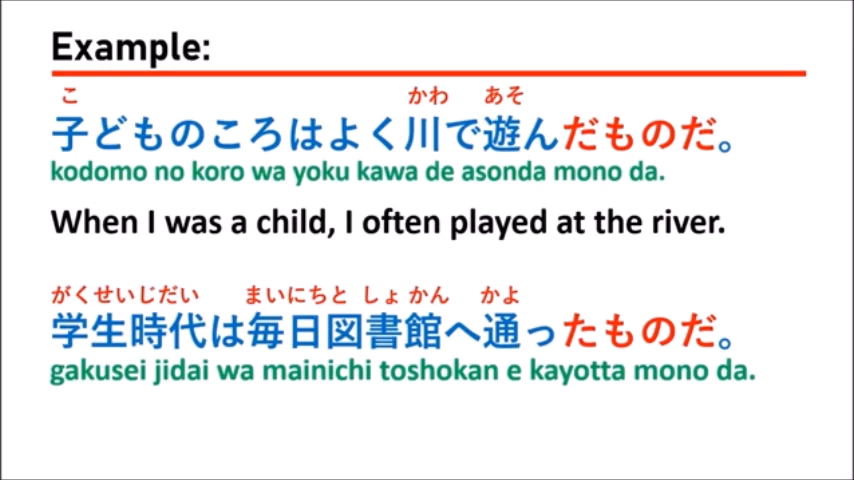 Example:
こ かわ あそ
子どものころはよく川で遊んだものだ。
kodomo no koro wa yoku kawa de asonda mono da.
When I was a child, I often played at the river.
がくせいじだい まいにちと しょ かん かよ
学生時代は毎日図書館へ通ったものだ。
gakusei jidai wa mainichi toshokan e kayotta mono da.